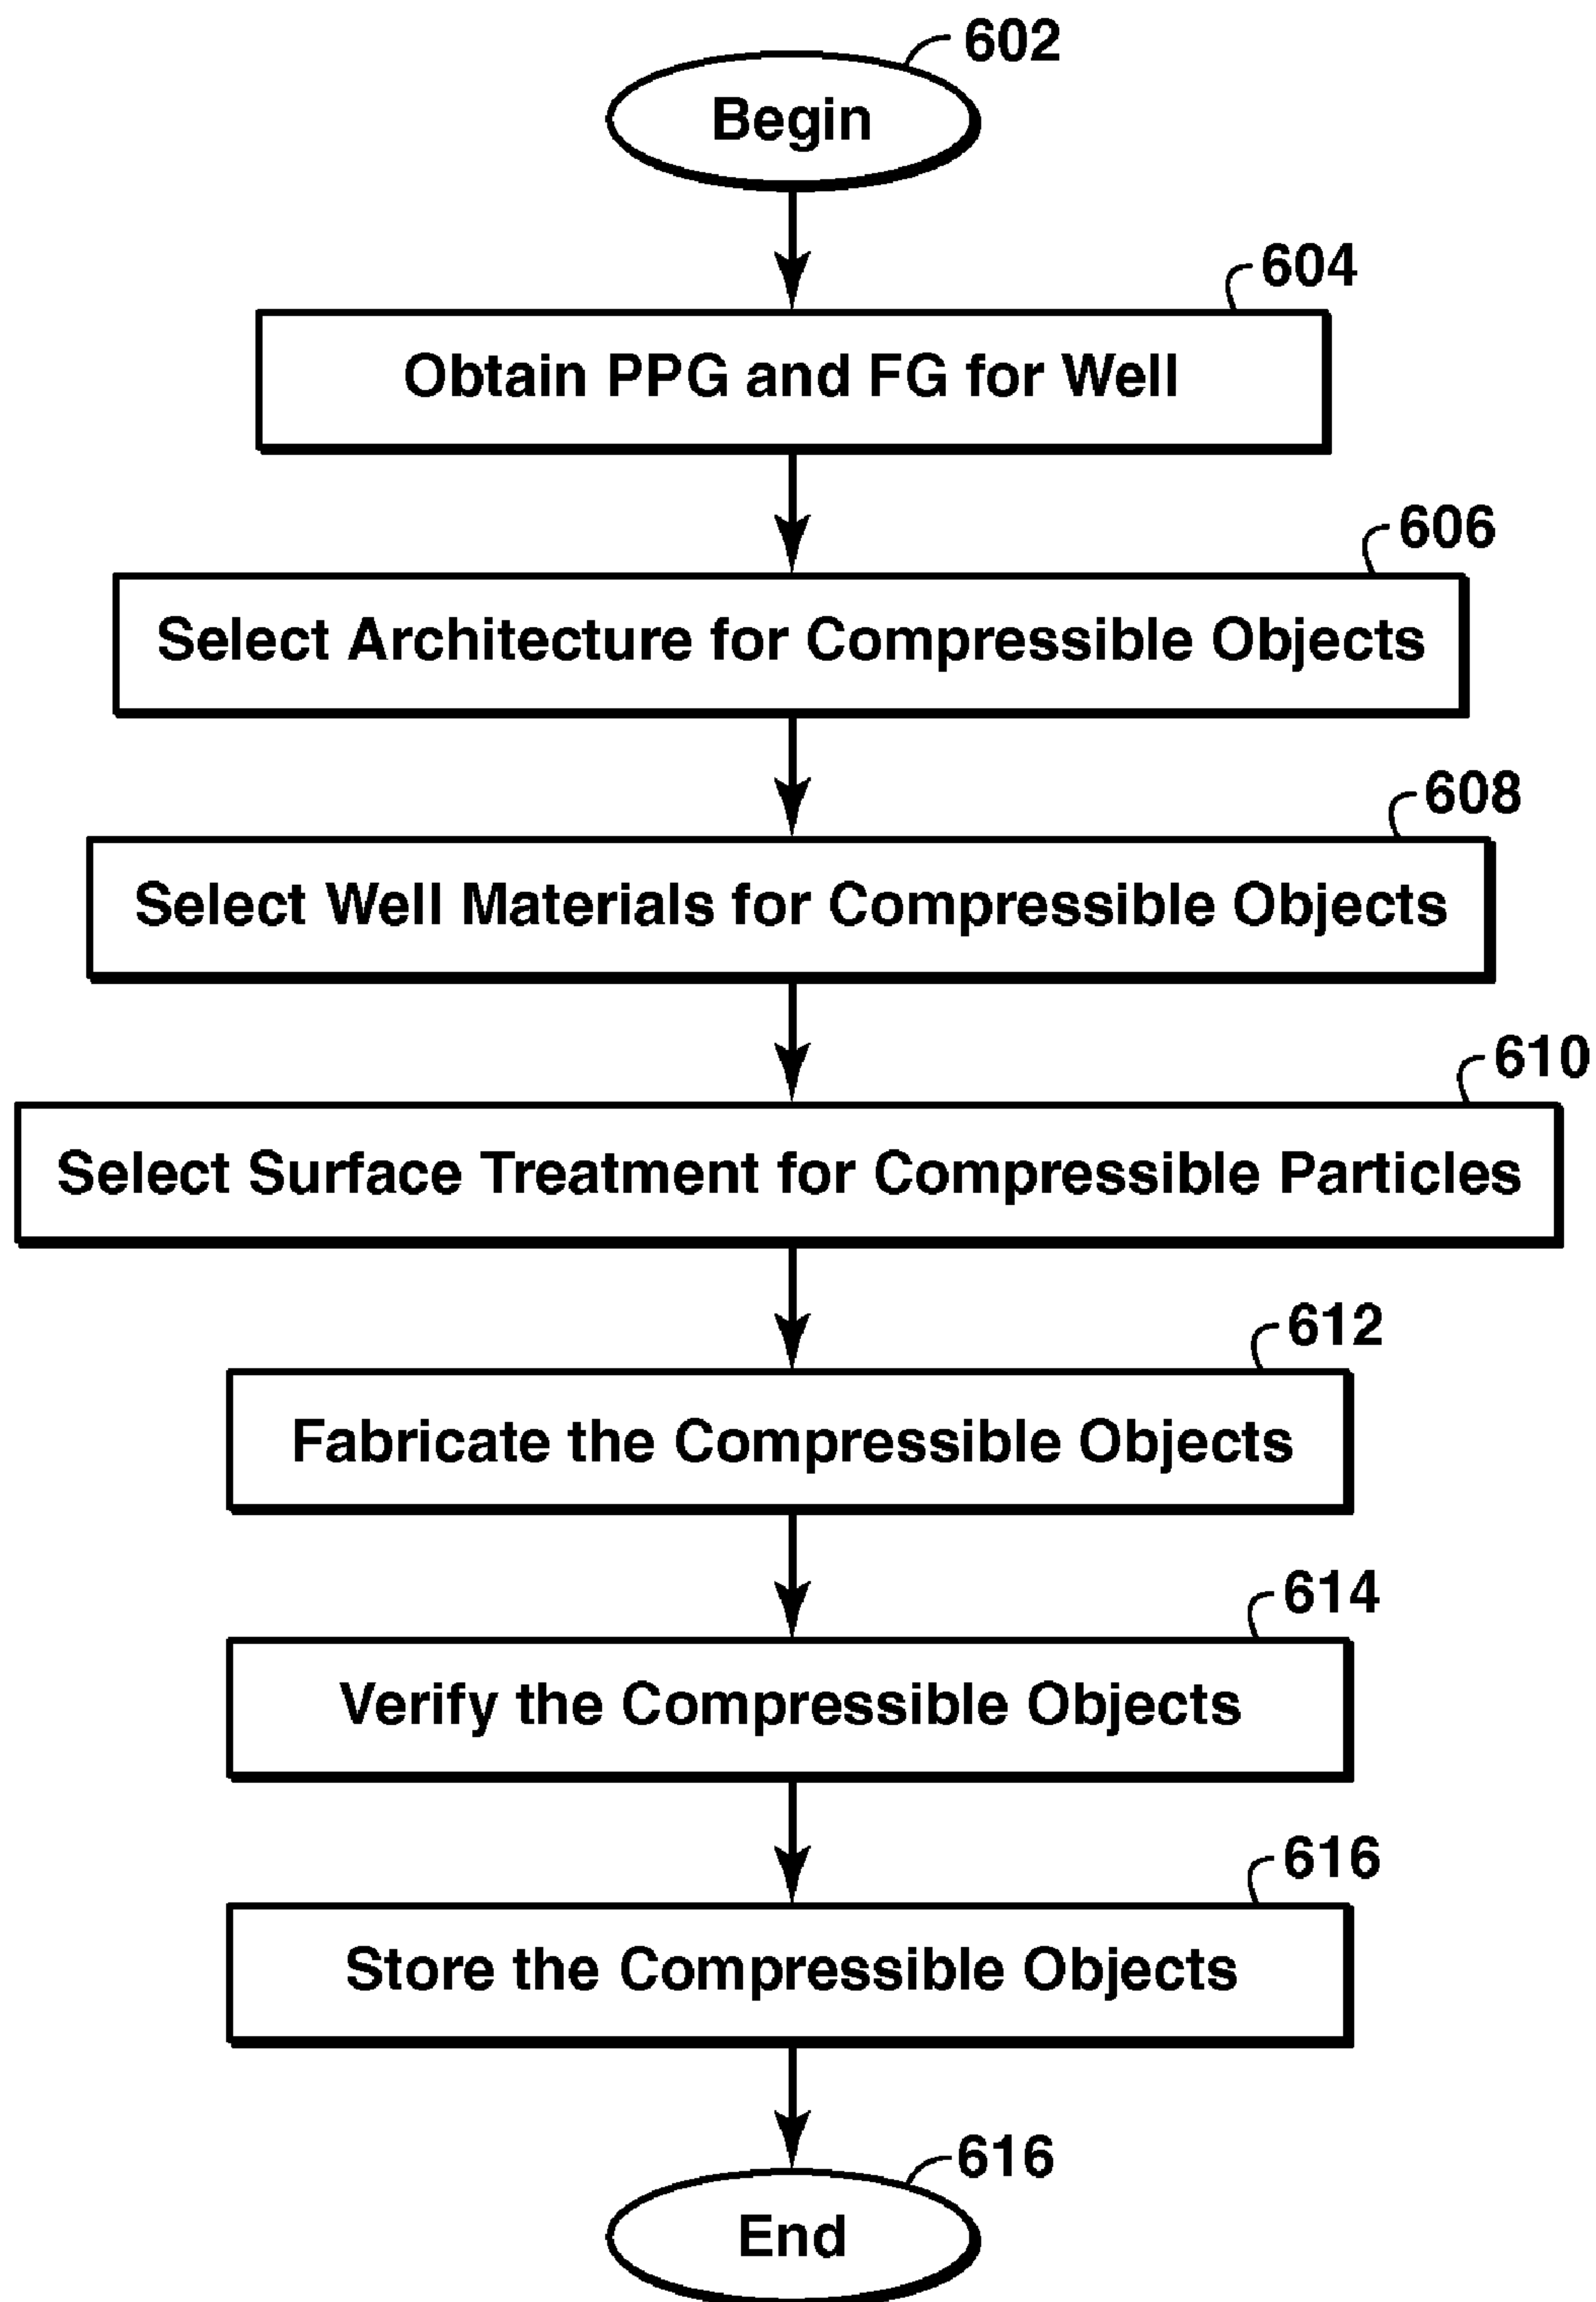 602
Begin
604
Obtain PPG and FG for Well
606
Select Architecture for Compressible Objects
608
Select Well Materials for Compressible Objects
610
Select Surface Treatment for Compressible Particles
612
Fabricate the Compressible Objects
614
Verify the Compressible Objects
616
Store the Compressible Objects
616
End